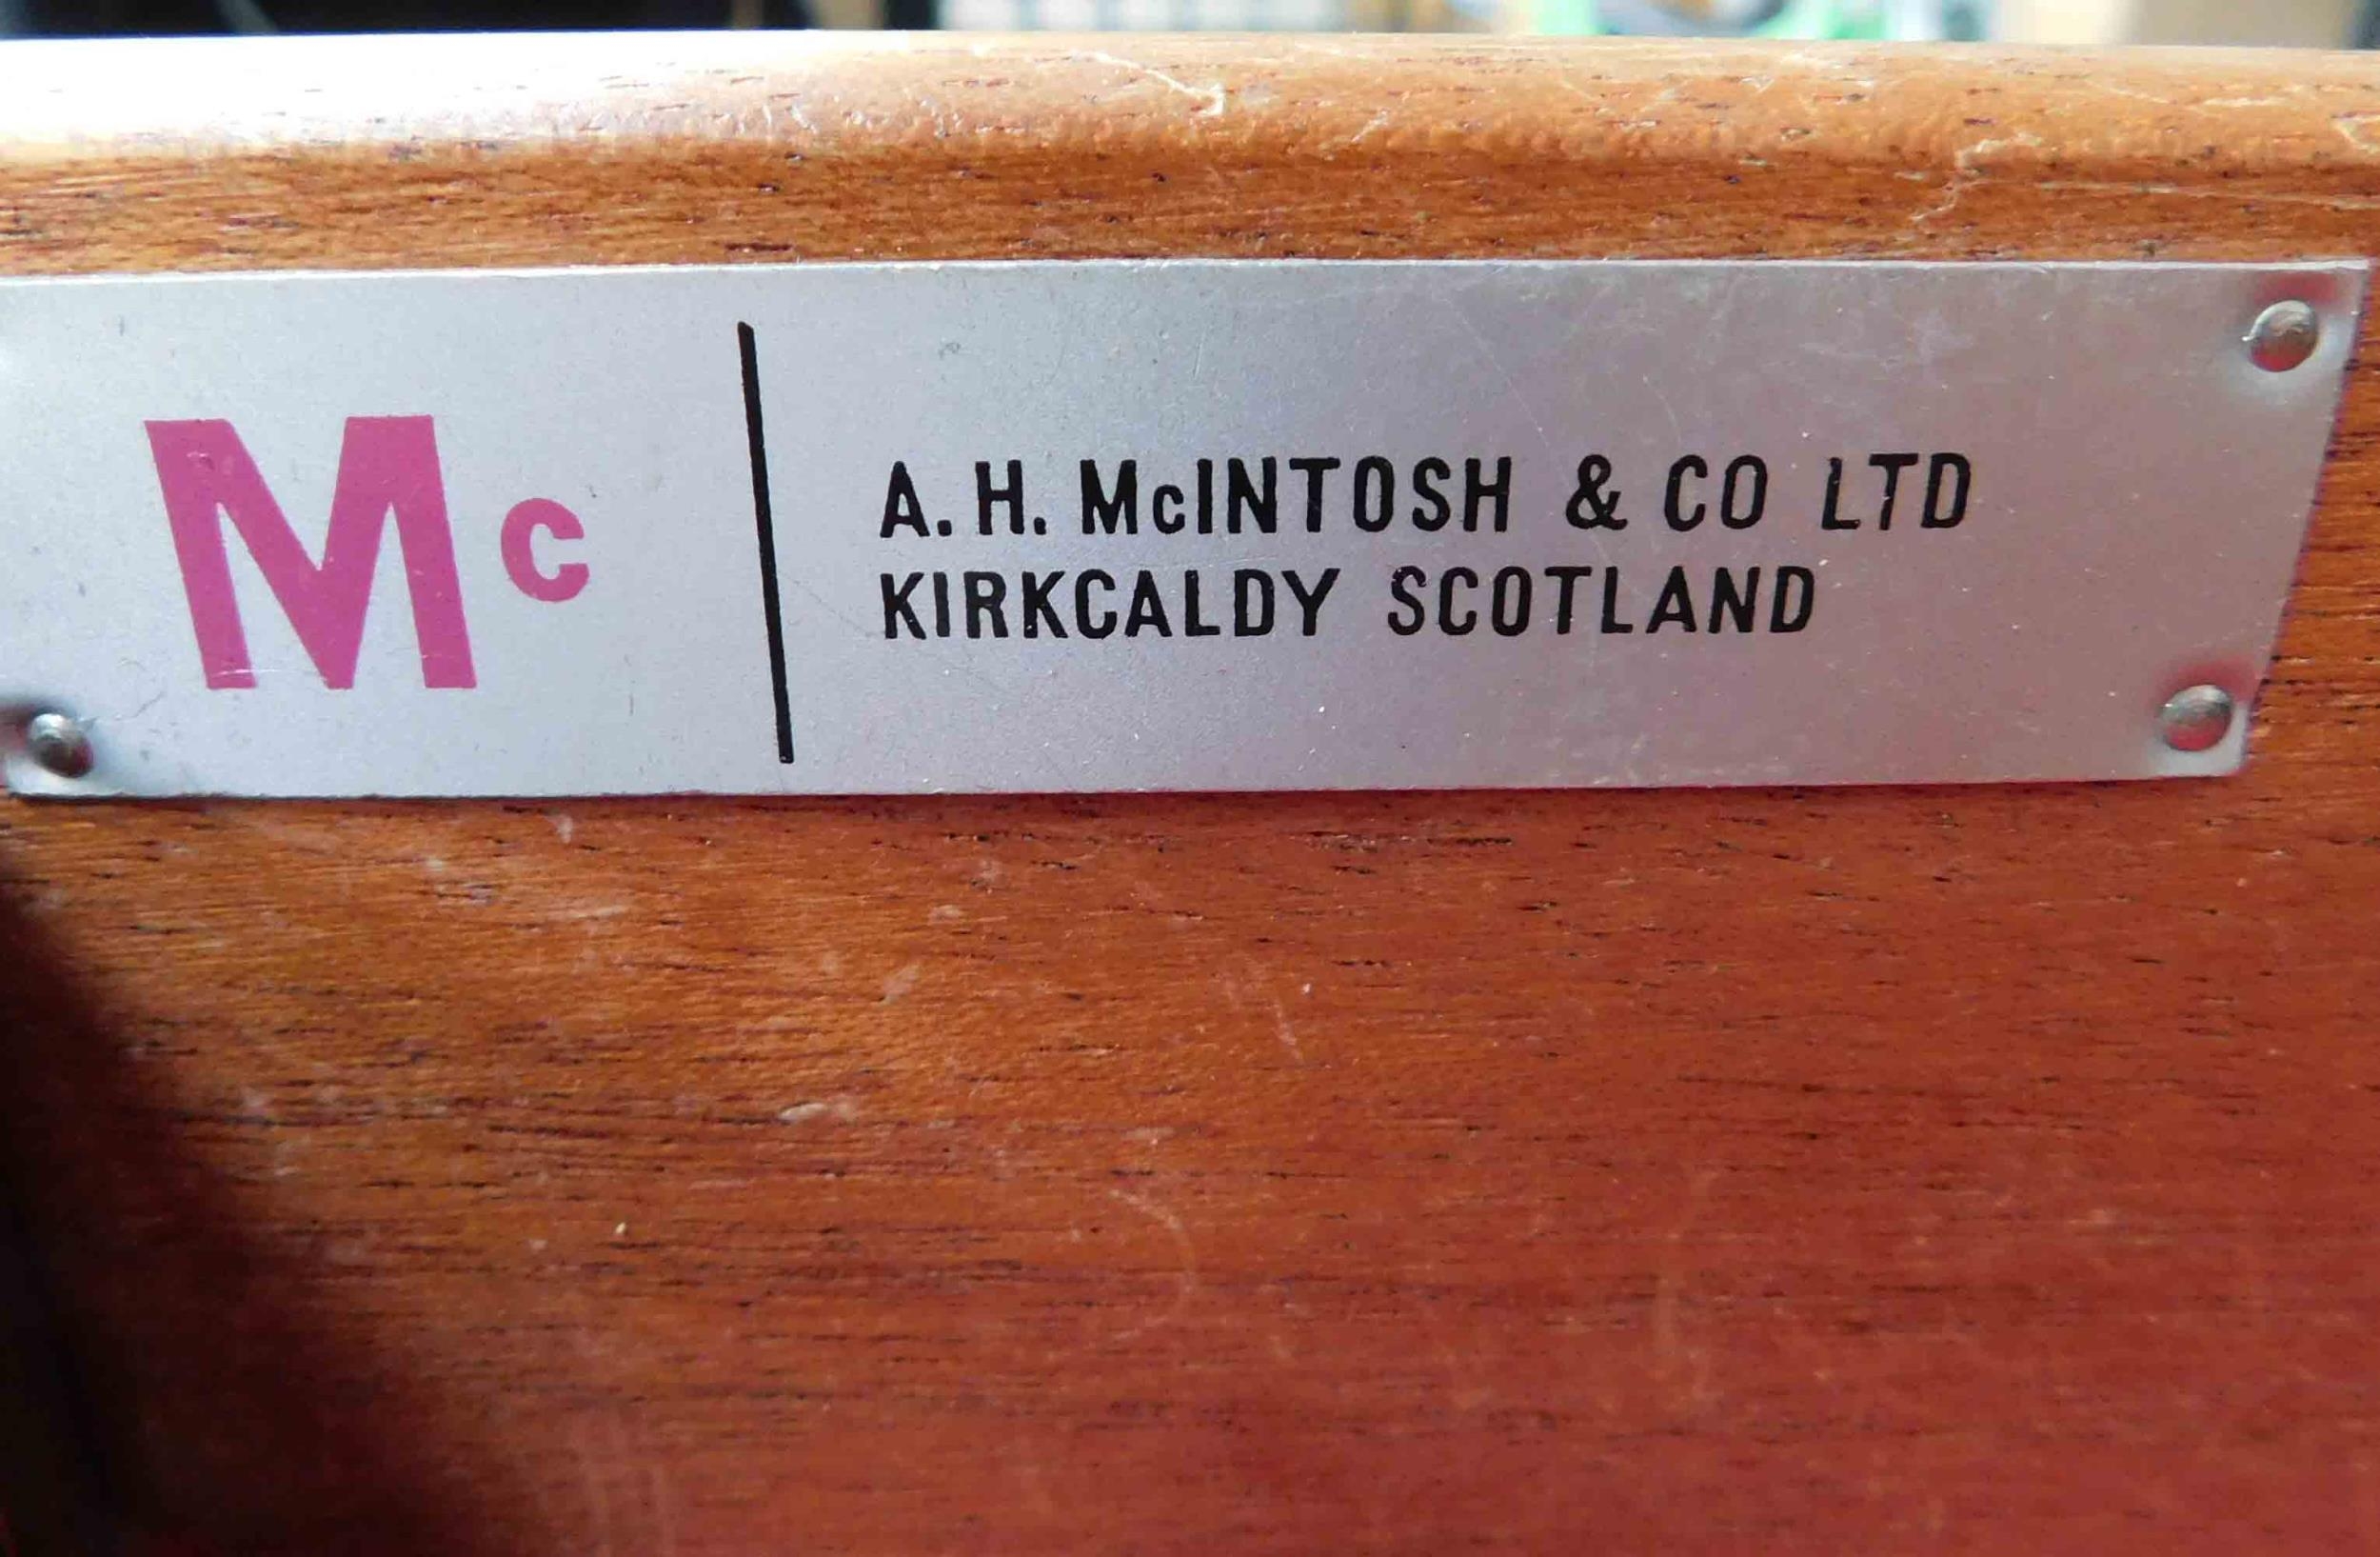 Mc
A. H. McINTOSH & CO LTD
KIRKCALDY SCOTLAND